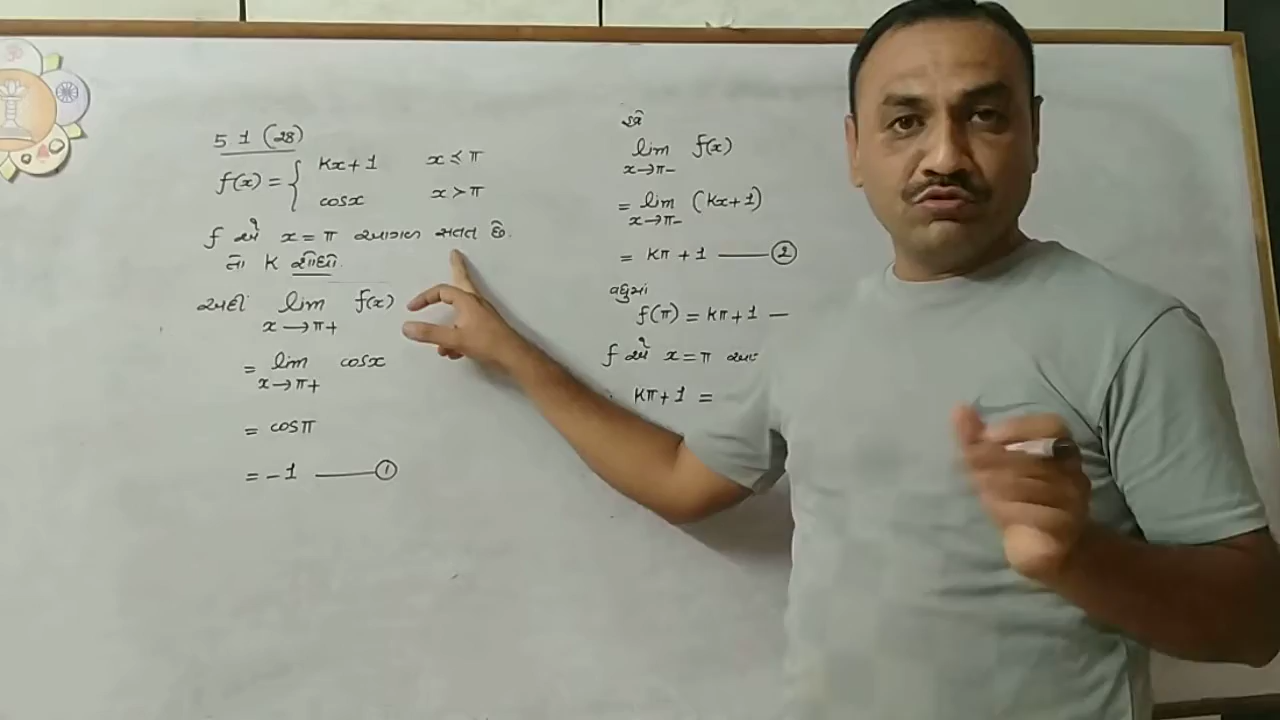 5 1 (28)
f(x) = { kx+1 x ≤ π
cosx x > π
f એ x = π આગળ સતત છે.
તો K શોધો.
અહીં lim f(x)
x→π+
= lim cosx
x→π+
= cosπ
= -1 —— ①
lim f(x)
x→π-
= lim (kx+1)
x→π-
= kπ + 1 —— ②
વધુમાં
f(π) = kπ+1 —
f એ x = π
kπ+1 =